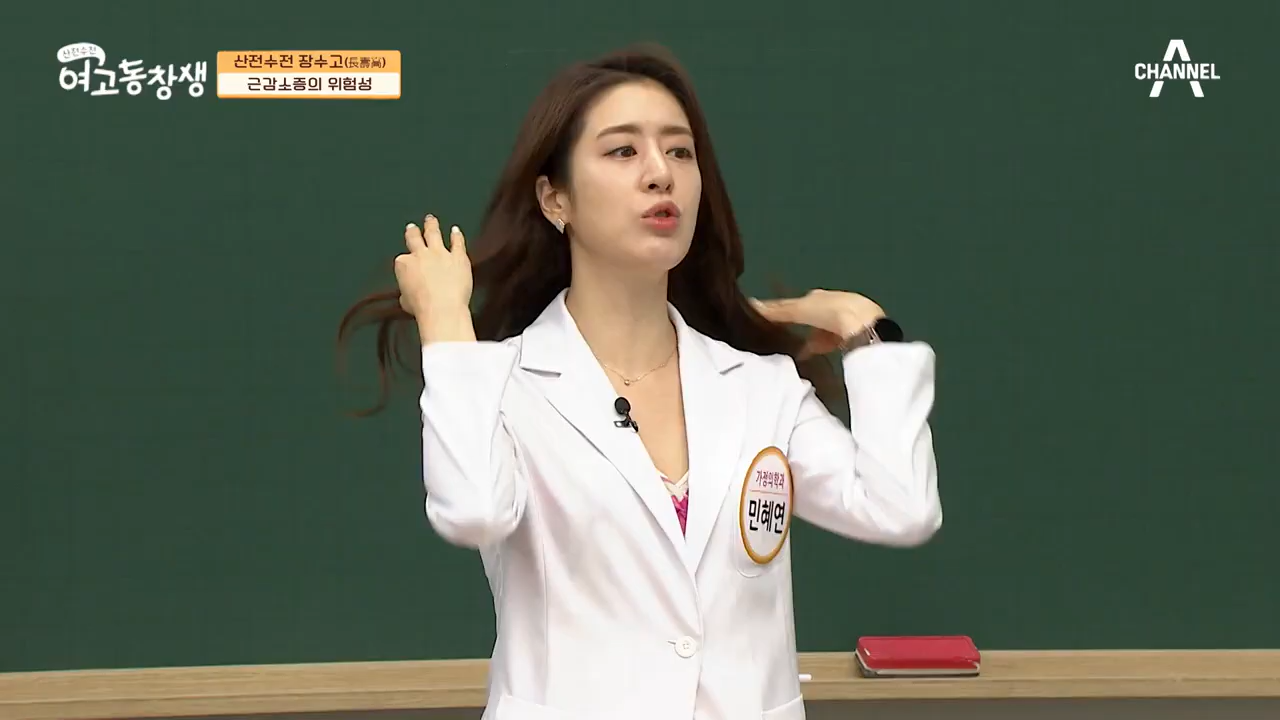 산전수전
여고동창생
산전수전 장수고(長壽高)
근감소증의 위험성
CHANNEL A
가정의학과
민혜연